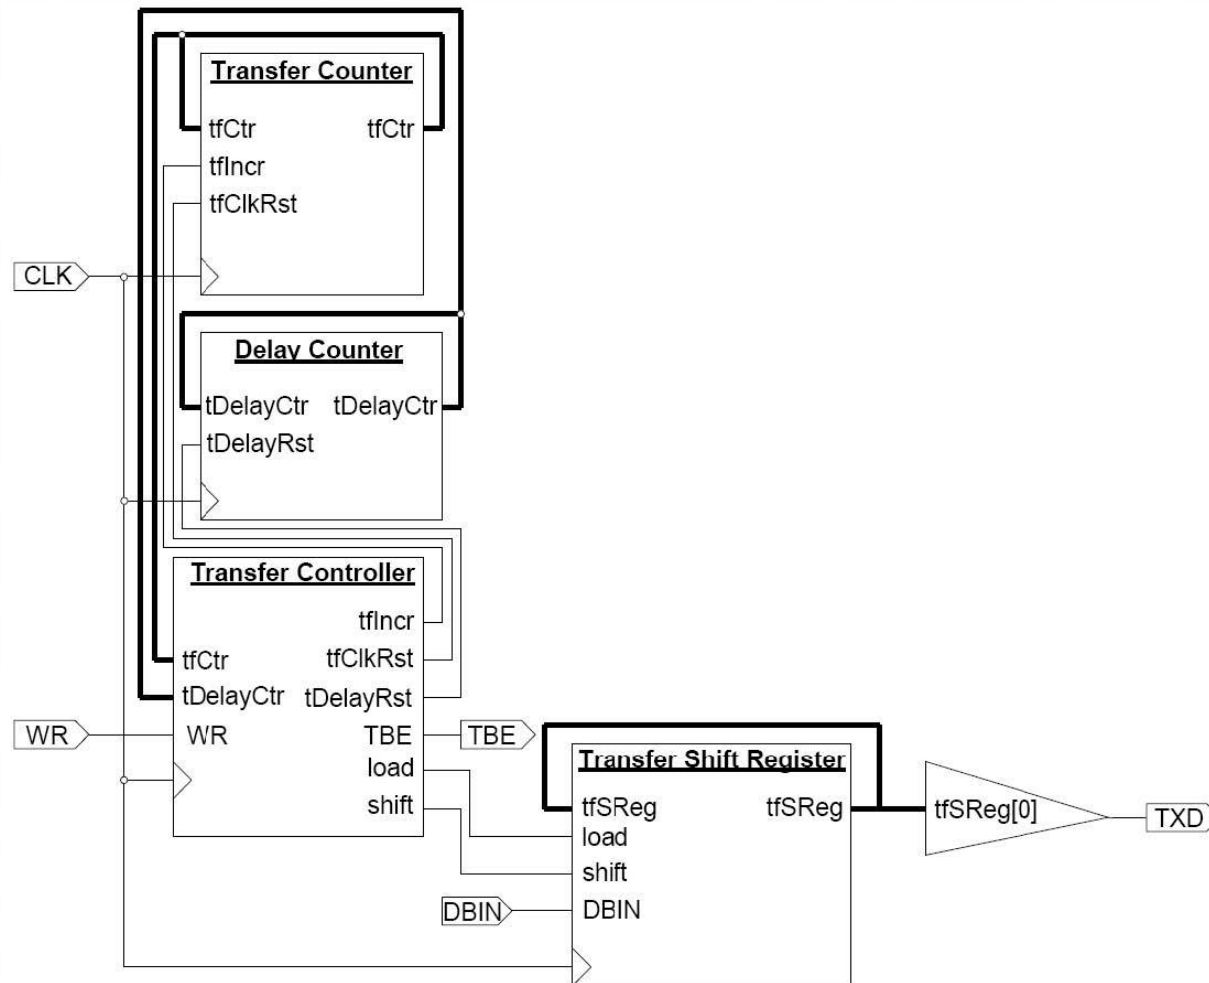 Transfer Counter
tfCtr tfCtr
tfIncr
tfClkRst
CLK
Delay Counter
tDelayCtr tDelayCtr
tDelayRst
Transfer Controller
tfIncr
tfCtr tfClkRst
tDelayCtr tDelayRst
WR WR TBE TBE
load
shift
Transfer Shift Register
tfSReg tfSReg tfSReg[0] TXD
load
shift
DBIN DBIN